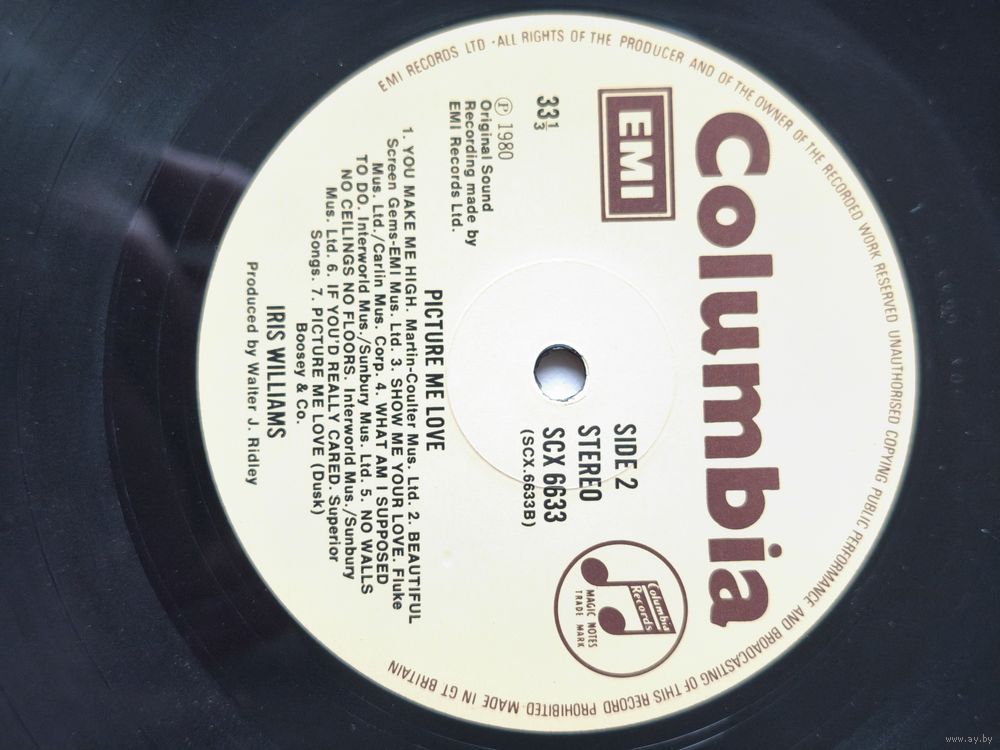 EMI RECORDS LTD · ALL RIGHTS OF THE PRODUCER AND OF THE OWNER OF THE RECORDED WORK RESERVED UNAUTHORISED COPYING PUBLIC PERFORMANCE AND BROADCASTING OF THIS RECORD PROHIBITED MADE IN GT BRITAIN
Columbia
EMI
Columbia
Records
MAGIC NOTES
TRADE MARK
33⅓
SIDE 2
STEREO
SCX 6633
(SCX.6633B)
℗ 1980
Original Sound
Recording made by
EMI Records Ltd.
PICTURE ME LOVE
1. YOU MAKE ME HIGH. Martin-Coulter Mus. Ltd. 2. BEAUTIFUL
Screen Gems-EMI Mus. Ltd. 3. SHOW ME YOUR LOVE. Fluke
Mus. Ltd./Carlin Mus. Corp. 4. WHAT AM I SUPPOSED
TO DO. Interworld Mus./Sunbury Mus. Ltd. 5. NO WALLS
NO CEILINGS NO FLOORS. Interworld Mus./Sunbury
Mus. Ltd. 6. IF YOU'D REALLY CARED. Superior
Songs. 7. PICTURE ME LOVE (Dusk)
Boosey & Co.
IRIS WILLIAMS
Produced by Walter J. Ridley
www.ay.by